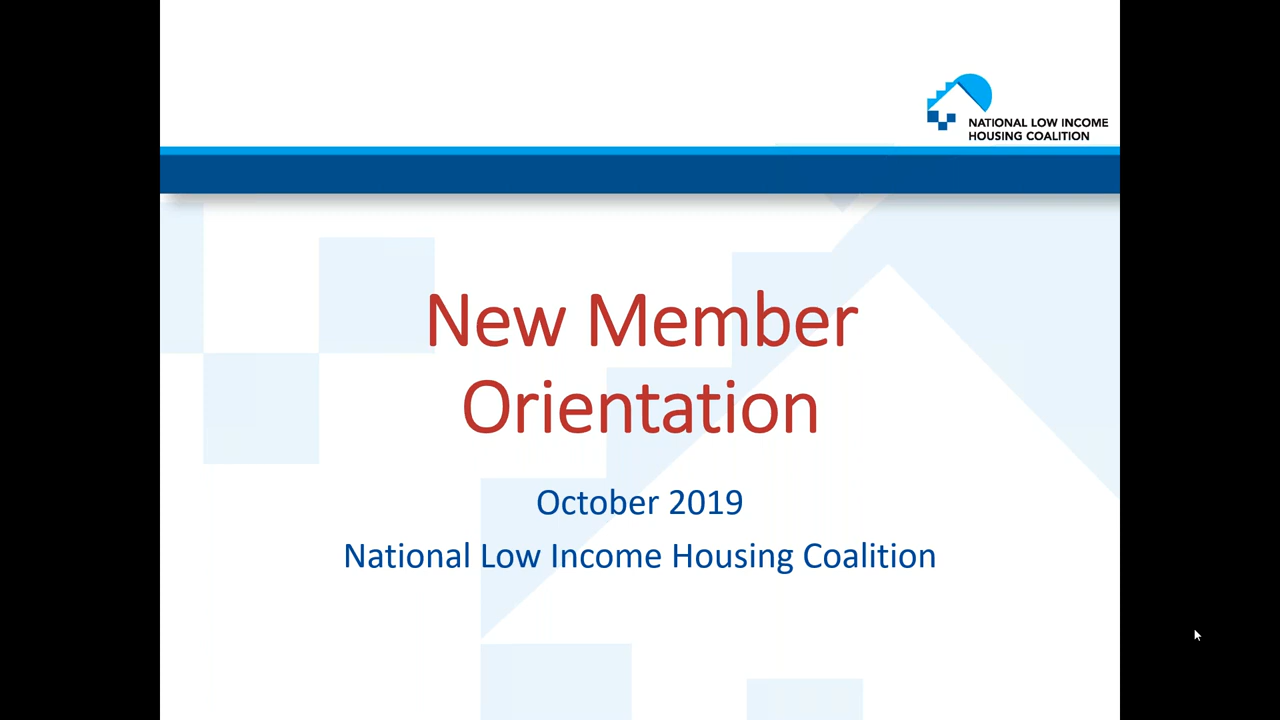 NATIONAL LOW INCOME
HOUSING COALITION
New Member
Orientation
October 2019
National Low Income Housing Coalition